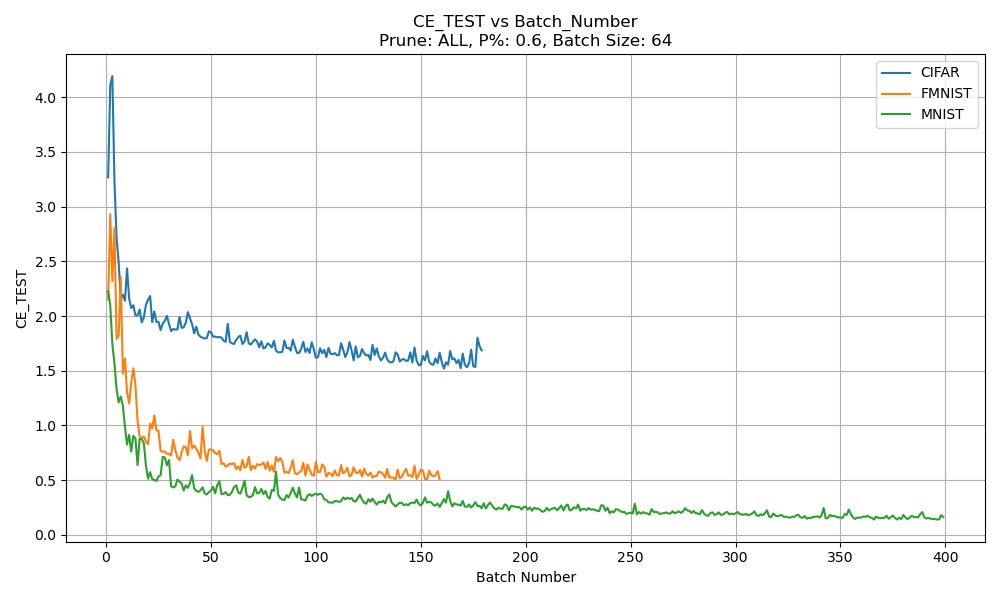 CE_TEST vs Batch_Number
Prune: ALL, P%: 0.6, Batch Size: 64
CIFAR
FMNIST
MNIST
4.0
3.5
3.0
2.5
2.0
1.5
1.0
0.5
0.0
CE_TEST
0 50 100 150 200 250 300 350 400
Batch Number